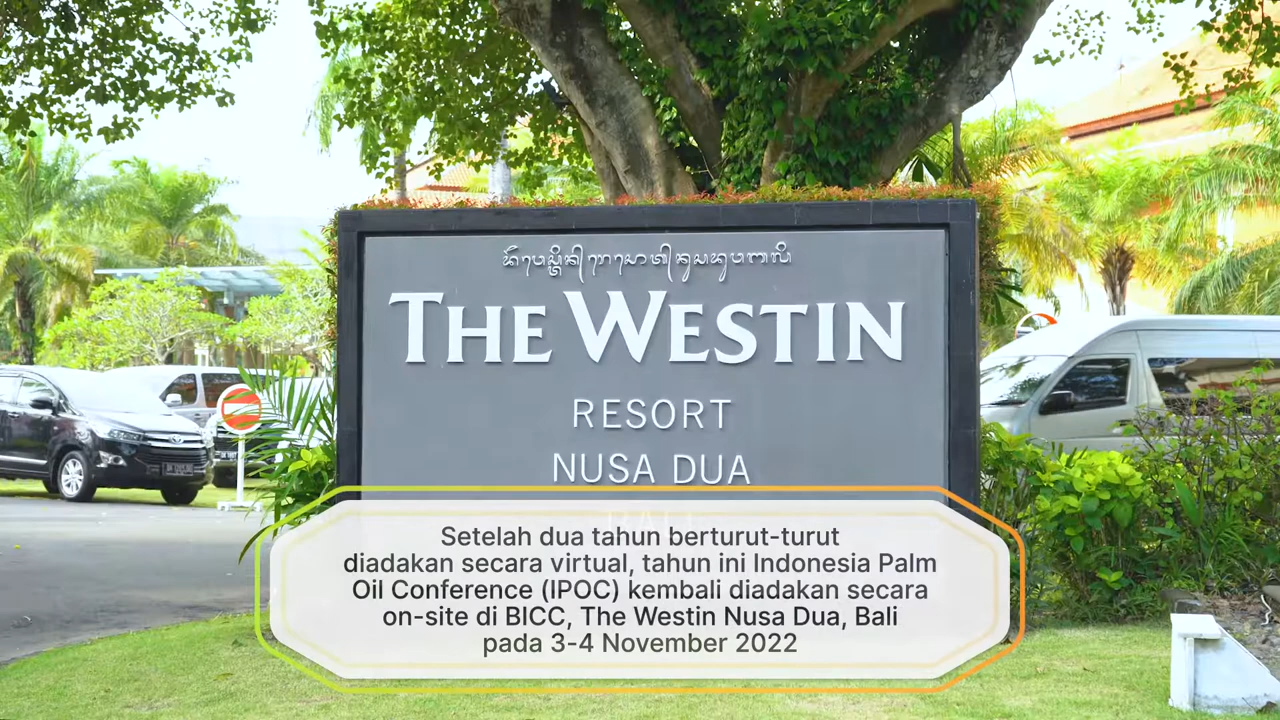 THE WESTIN
RESORT
NUSA DUA
BALI
Setelah dua tahun berturut-turut
diadakan secara virtual, tahun ini Indonesia Palm
Oil Conference (IPOC) kembali diadakan secara
on-site di BICC, The Westin Nusa Dua, Bali
pada 3-4 November 2022